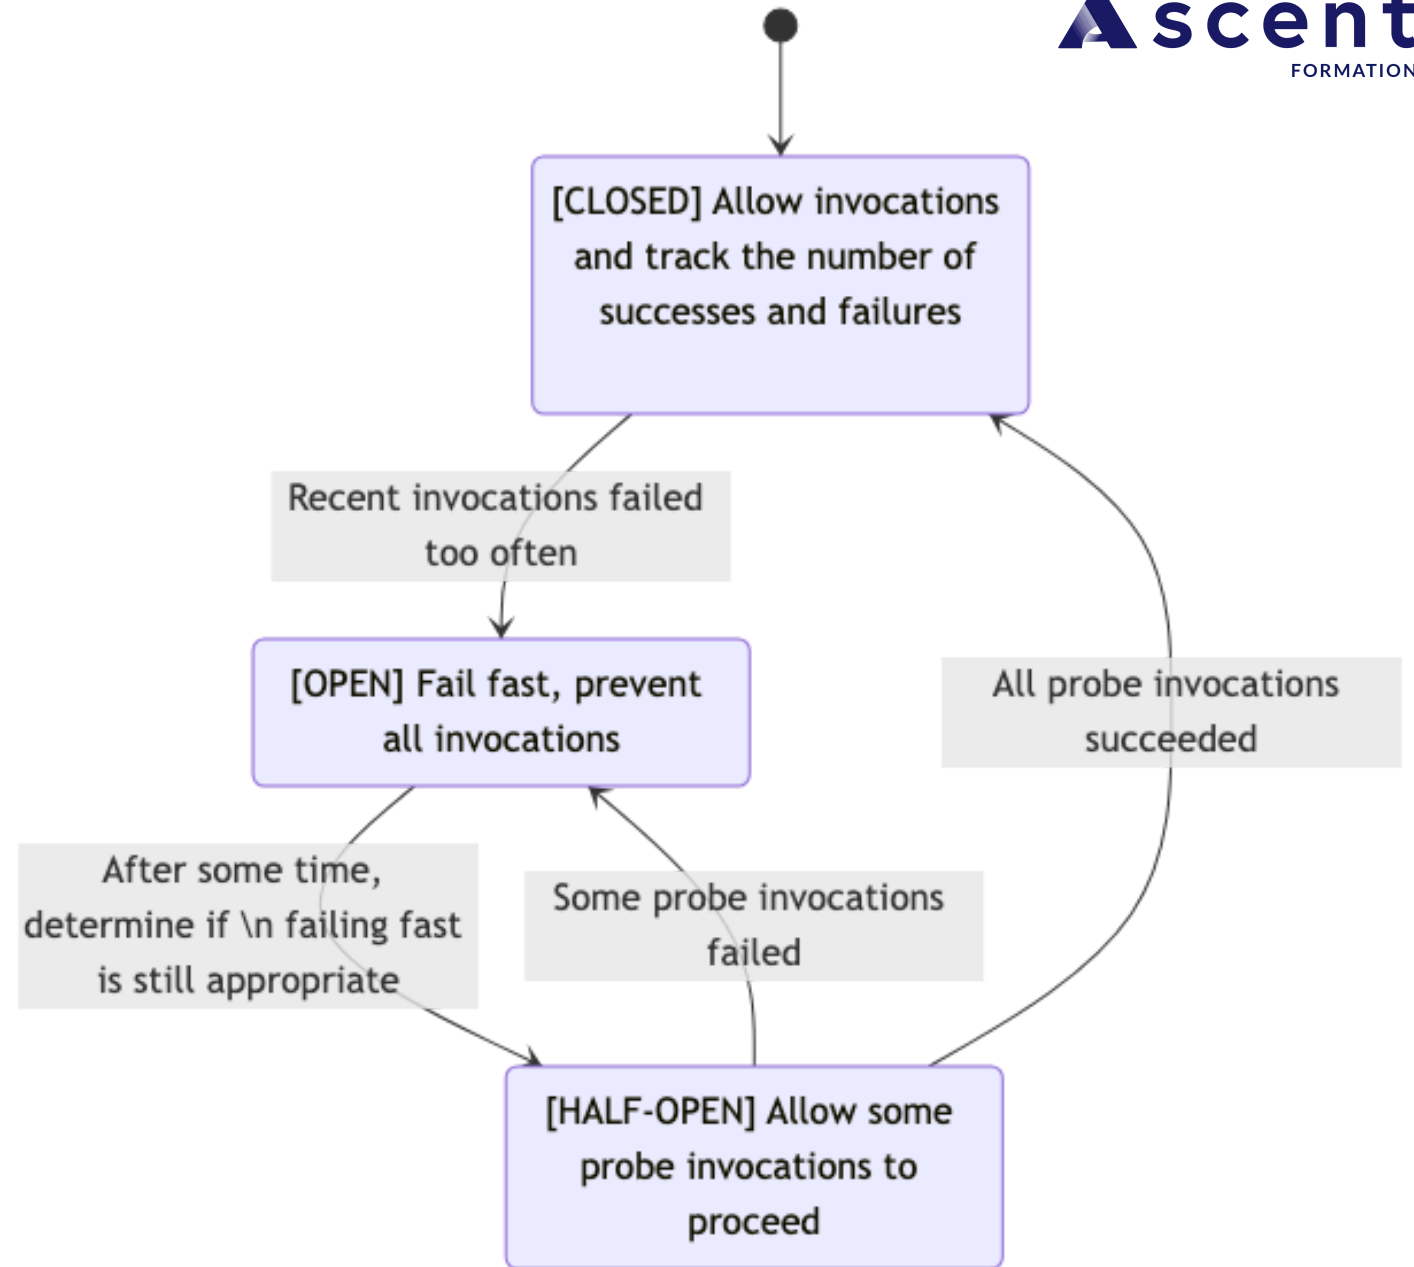 Ascent
FORMATION
[CLOSED] Allow invocations
and track the number of
successes and failures
Recent invocations failed
too often
[OPEN] Fail fast, prevent
all invocations
All probe invocations
succeeded
After some time,
determine if \n failing fast
is still appropriate
Some probe invocations
failed
[HALF-OPEN] Allow some
probe invocations to
proceed